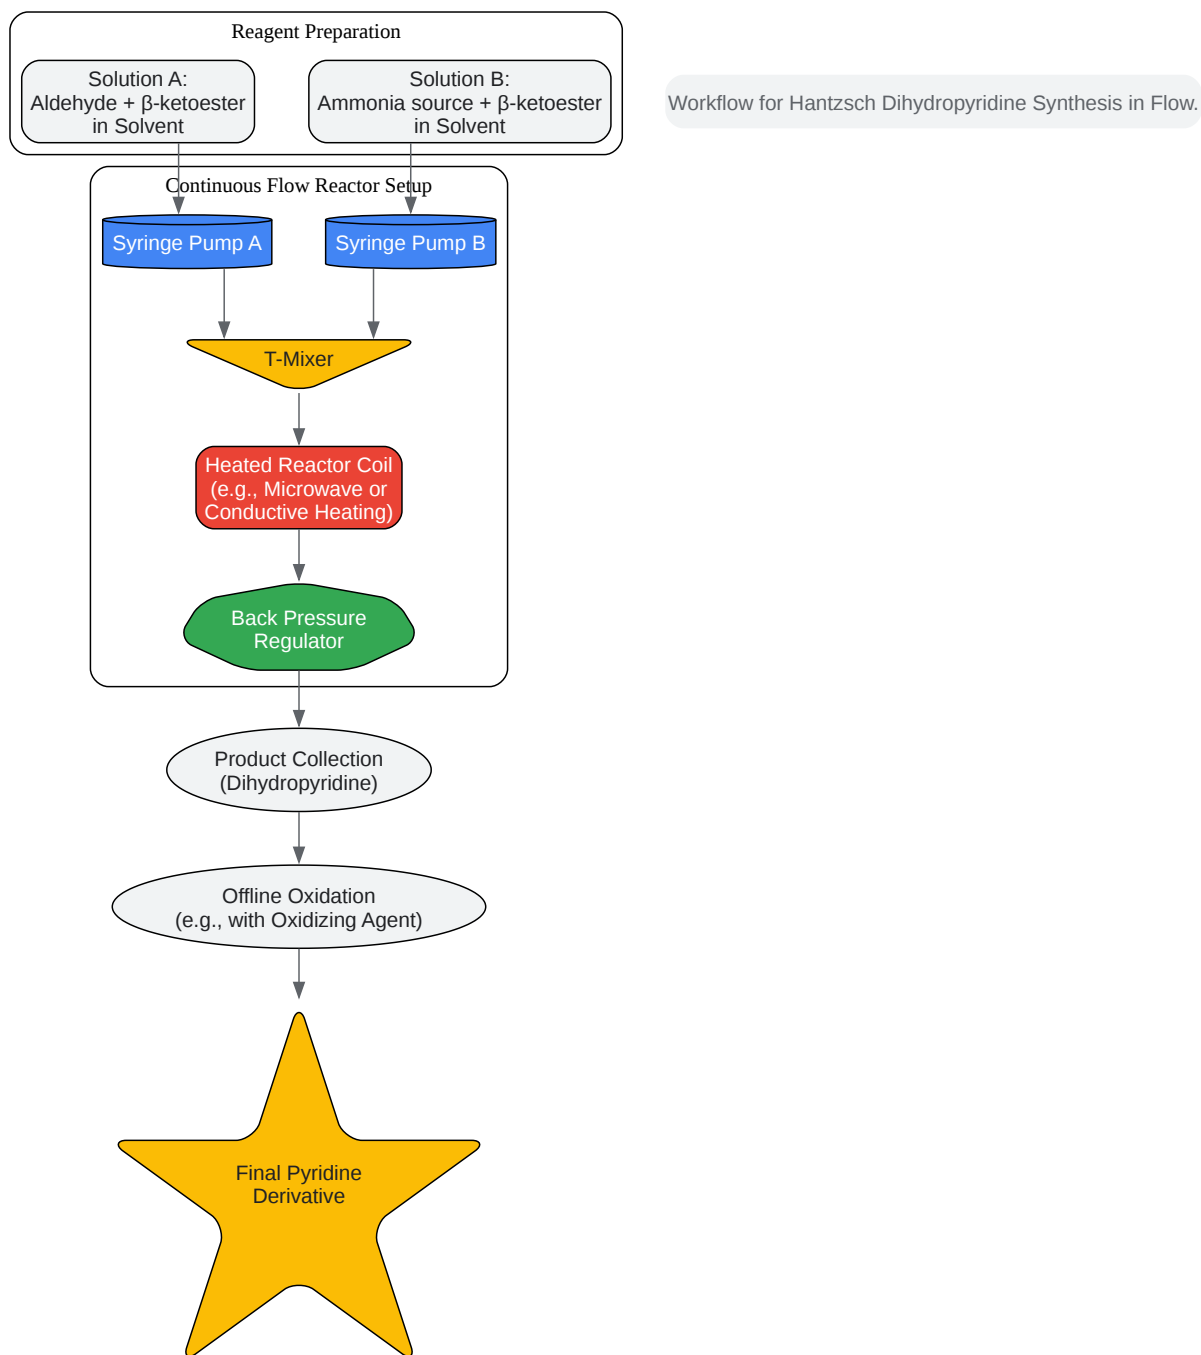 Reagent Preparation
Solution A:
Aldehyde + β-ketoester
in Solvent
Solution B:
Ammonia source + β-ketoester
in Solvent
Workflow for Hantzsch Dihydropyridine Synthesis in Flow.
Continuous Flow Reactor Setup
Syringe Pump A
Syringe Pump B
T-Mixer
Heated Reactor Coil
(e.g., Microwave or
Conductive Heating)
Back Pressure
Regulator
Product Collection
(Dihydropyridine)
Offline Oxidation
(e.g., with Oxidizing Agent)
Final Pyridine
Derivative